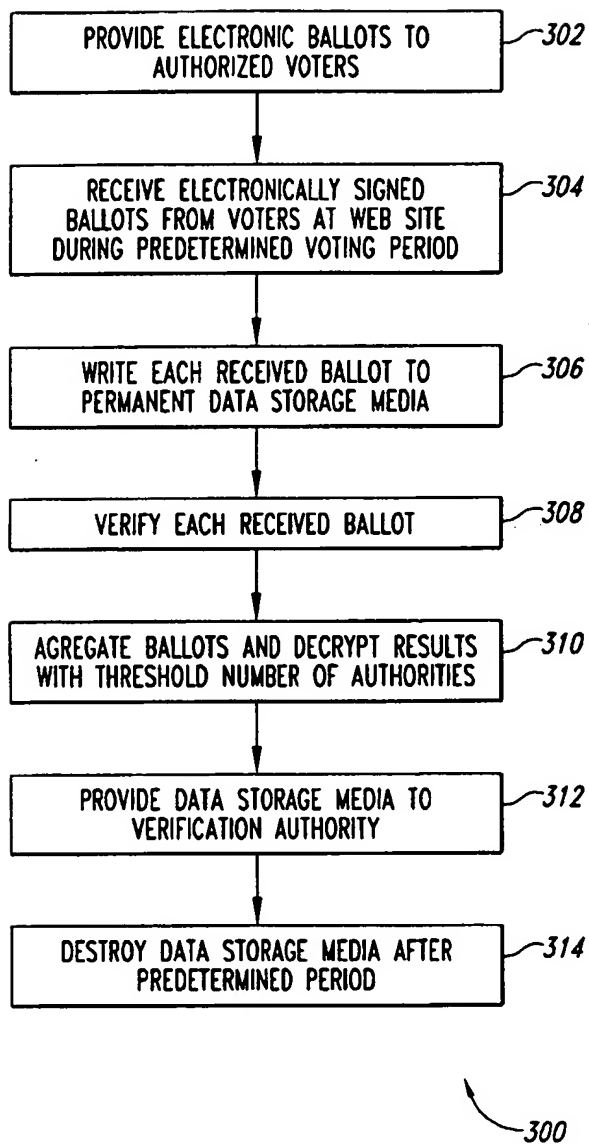 PROVIDE ELECTRONIC BALLOTS TO
AUTHORIZED VOTERS
302
RECEIVE ELECTRONICALLY SIGNED
BALLOTS FROM VOTERS AT WEB SITE
DURING PREDETERMINED VOTING PERIOD
304
WRITE EACH RECEIVED BALLOT TO
PERMANENT DATA STORAGE MEDIA
306
VERIFY EACH RECEIVED BALLOT
308
AGREGATE BALLOTS AND DECRYPT RESULTS
WITH THRESHOLD NUMBER OF AUTHORITIES
310
PROVIDE DATA STORAGE MEDIA TO
VERIFICATION AUTHORITY
312
DESTROY DATA STORAGE MEDIA AFTER
PREDETERMINED PERIOD
314
300